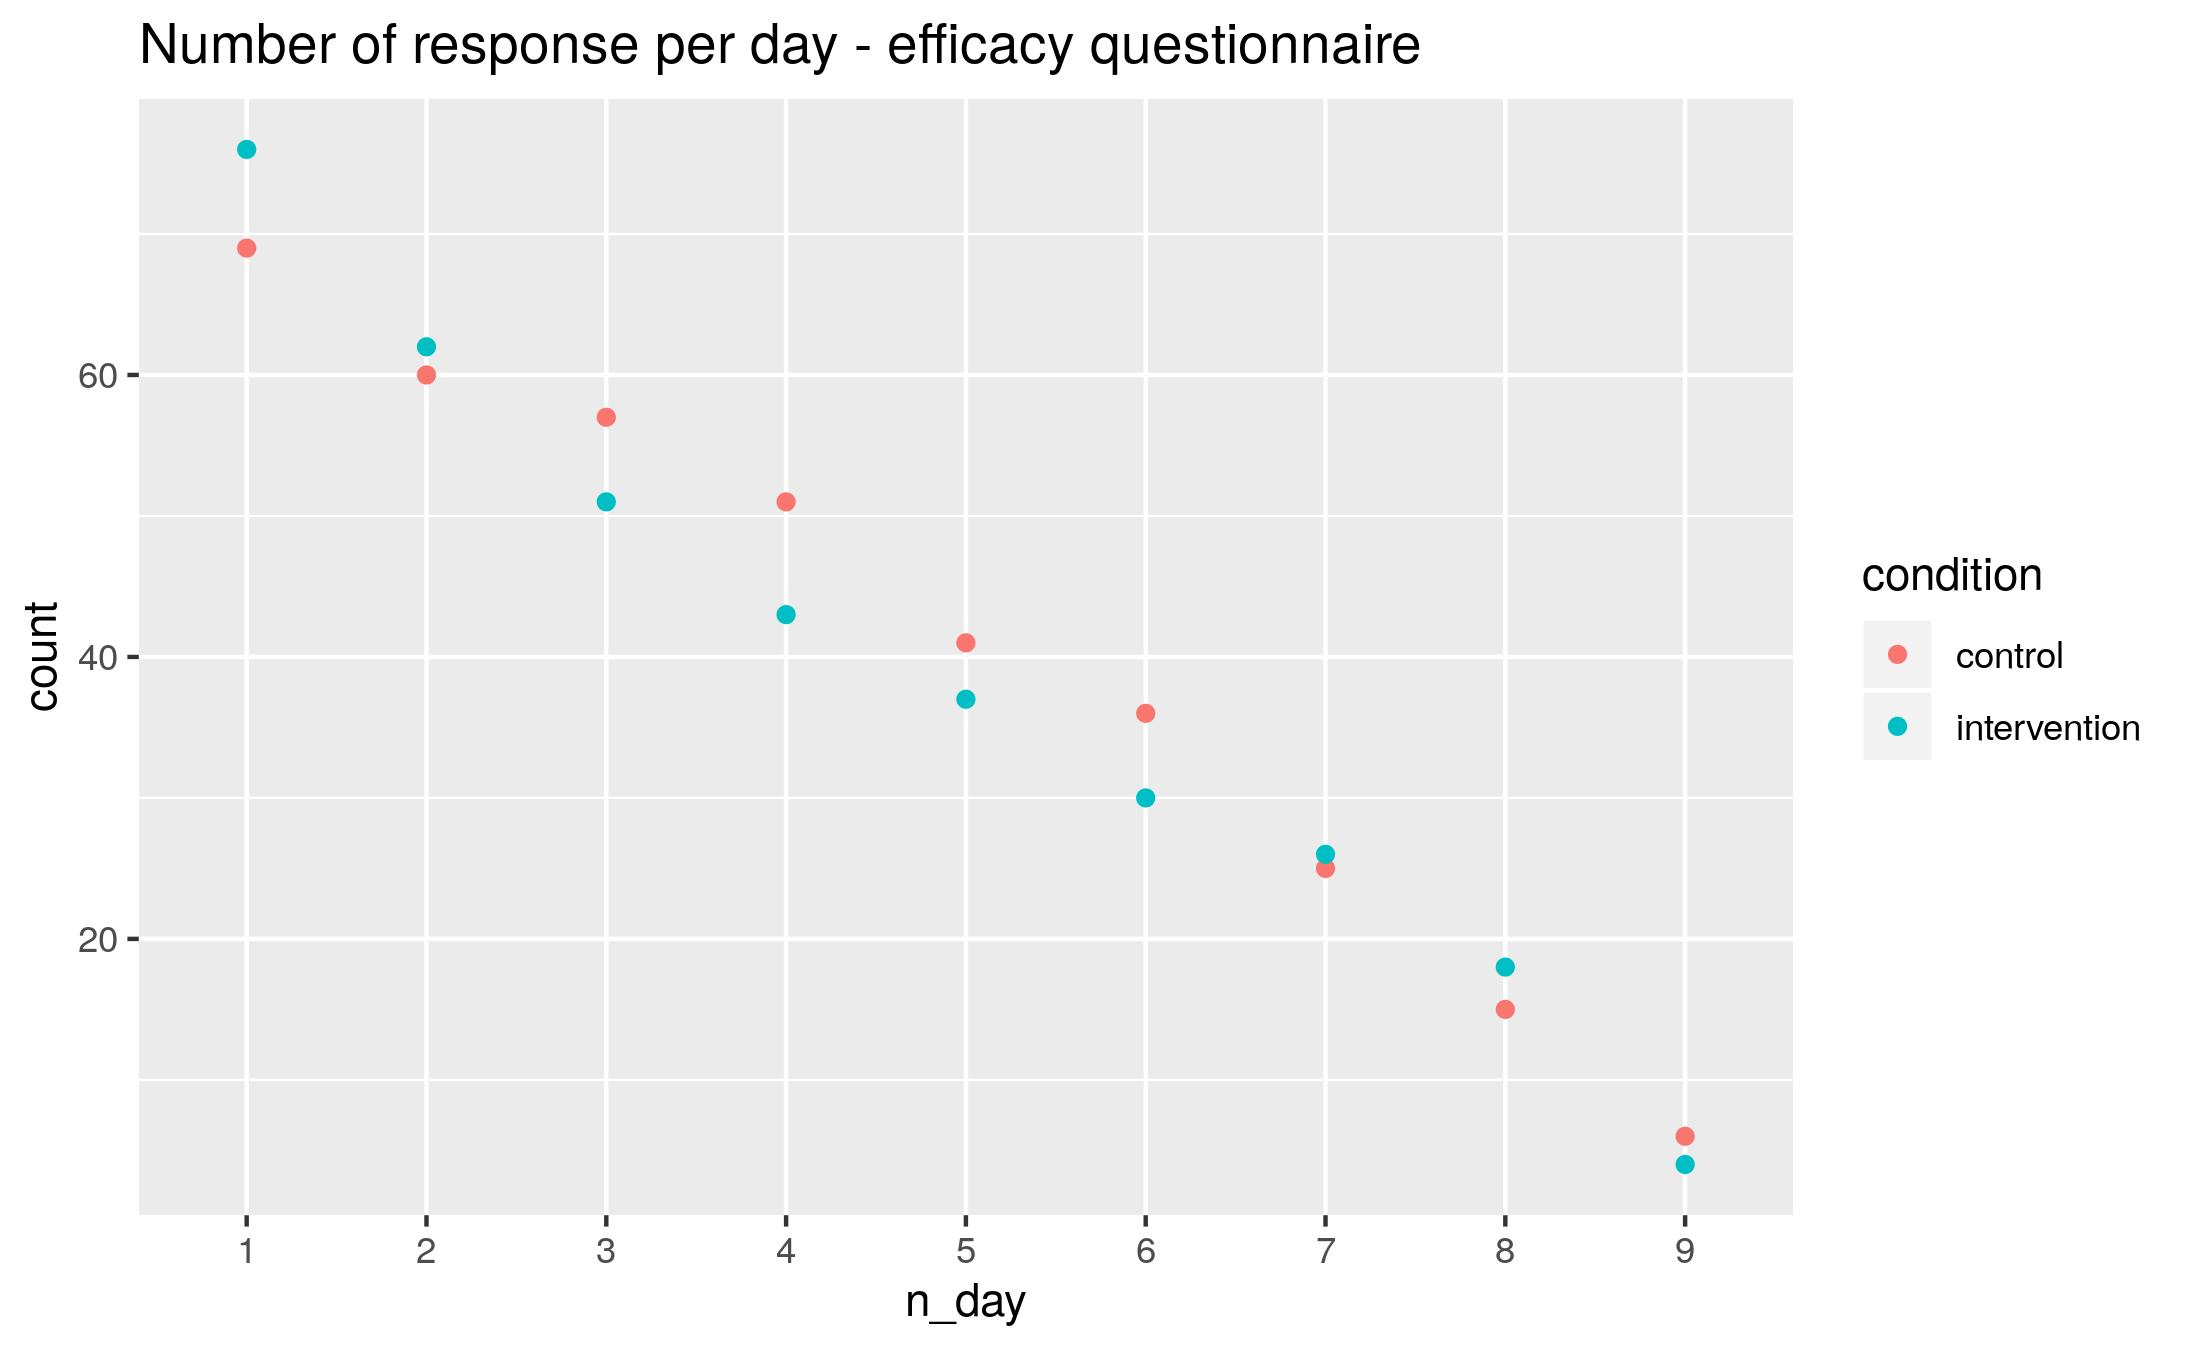 Number of response per day - efficacy questionnaire
count
60
40
20
1 2 3 4 5 6 7 8 9
n_day
condition
control
intervention